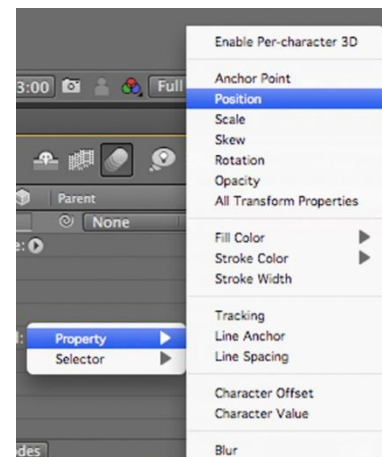 Enable Per-character 3D
Anchor Point
3:00 Full
Position
Scale
Skew
Rotation
Opacity
Parent
All Transform Properties
None
Fill Color
Stroke Color
Stroke Width
Tracking
Property
Line Anchor
Selector
Line Spacing
Character Offset
Character Value
Blur